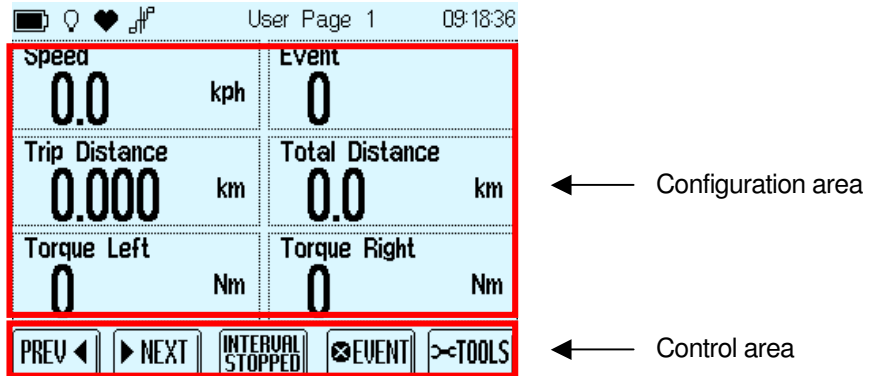 User Page 1 09:18:36
Speed Event
0.0 kph 0
Trip Distance Total Distance
0.000 km 0.0 km
Configuration area
Torque Left Torque Right
0 Nm 0 Nm
PREV NEXT INTERVAL STOPPED EVENT TOOLS
Control area